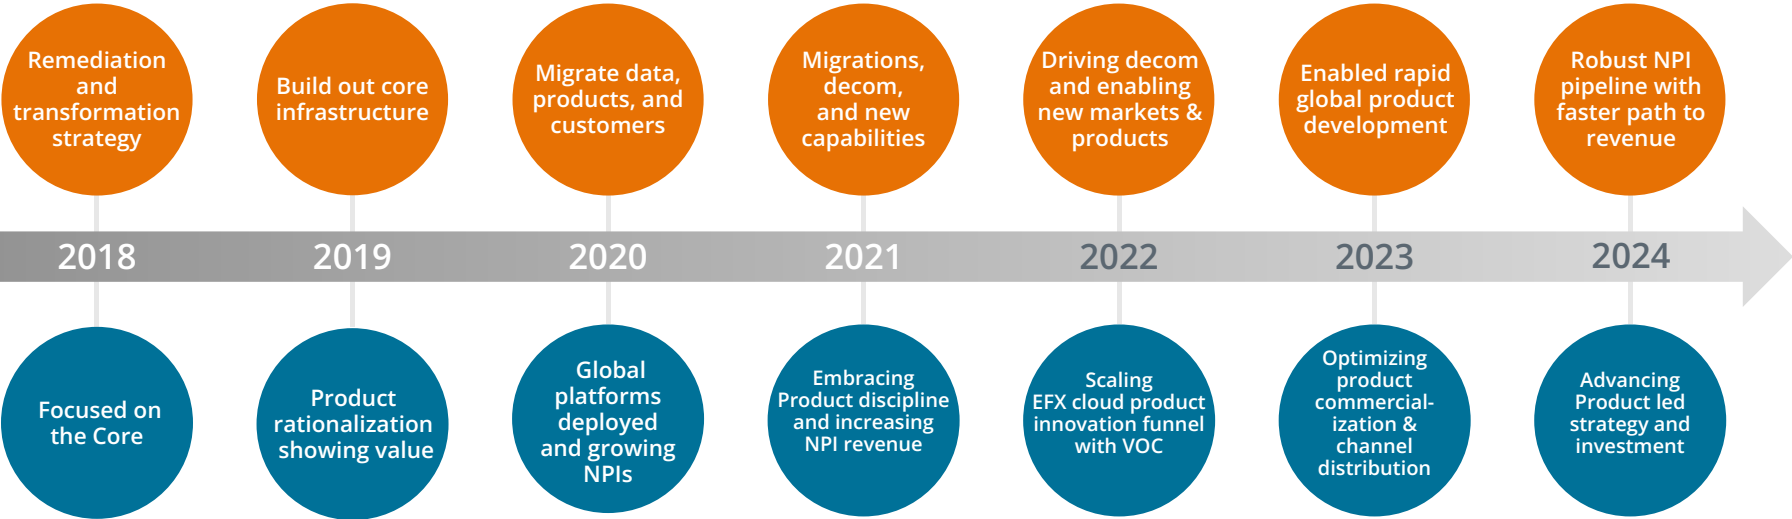 Remediation
and
transformation
strategy
Build out core
infrastructure
Migrate data,
products, and
customers
Migrations,
decom,
and new
capabilities
Driving decom
and enabling
new markets &
products
Enabled rapid
global product
development
Robust NPI
pipeline with
faster path to
revenue
2018
2019
2020
2021
2022
2023
2024
Focused on
the Core
Product
rationalization
showing value
Global
platforms
deployed
and growing
NPIs
Embracing
Product discipline
and increasing
NPI revenue
Scaling
EFX cloud product
innovation funnel
with VOC
Optimizing
product
commercial-
ization &
channel
distribution
Advancing
Product led
strategy and
investment